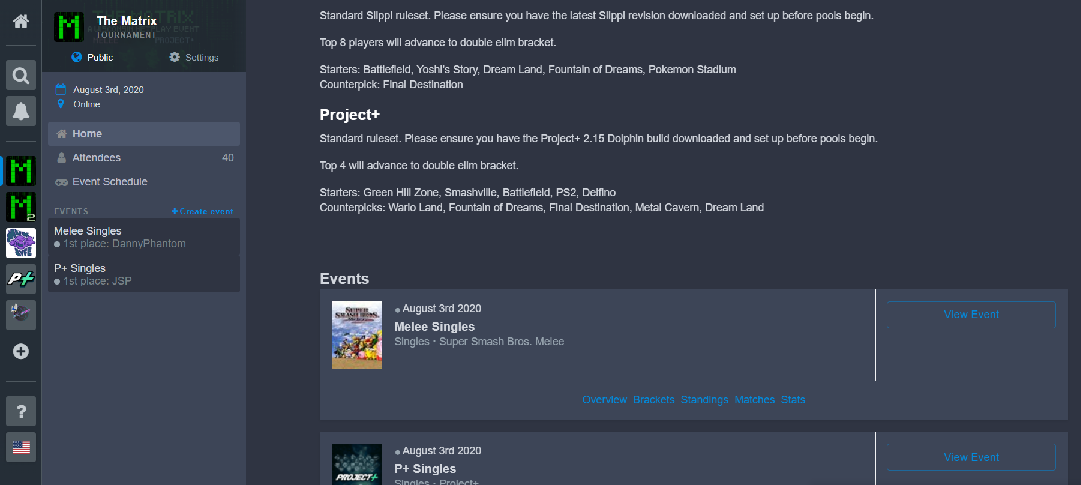 The Matrix
TOURNAMENT
Public
Settings
August 3rd, 2020
Online
Home
Attendees 40
Event Schedule
EVENTS +Create event
Melee Singles
1st place: DannyPhantom
P+ Singles
1st place: JSP
M
M
M
2
P+
?
Standard Slippi ruleset. Please ensure you have the latest Slippi revision downloaded and set up before pools begin.
Top 8 players will advance to double elim bracket.
Starters: Battlefield, Yoshi's Story, Dream Land, Fountain of Dreams, Pokemon Stadium
Counterpick: Final Destination
Project+
Standard ruleset. Please ensure you have the Project+ 2.15 Dolphin build downloaded and set up before pools begin.
Top 4 will advance to double elim bracket.
Starters: Green Hill Zone, Smashville, Battlefield, PS2, Delfino
Counterpicks: Wario Land, Fountain of Dreams, Final Destination, Metal Cavern, Dream Land
Events
SUPER
SMASH BROS.
August 3rd 2020
Melee Singles
Singles • Super Smash Bros. Melee
View Event
Overview Brackets Standings Matches Stats
PROJECT+
August 3rd 2020
P+ Singles
Singles • Project+
View Event